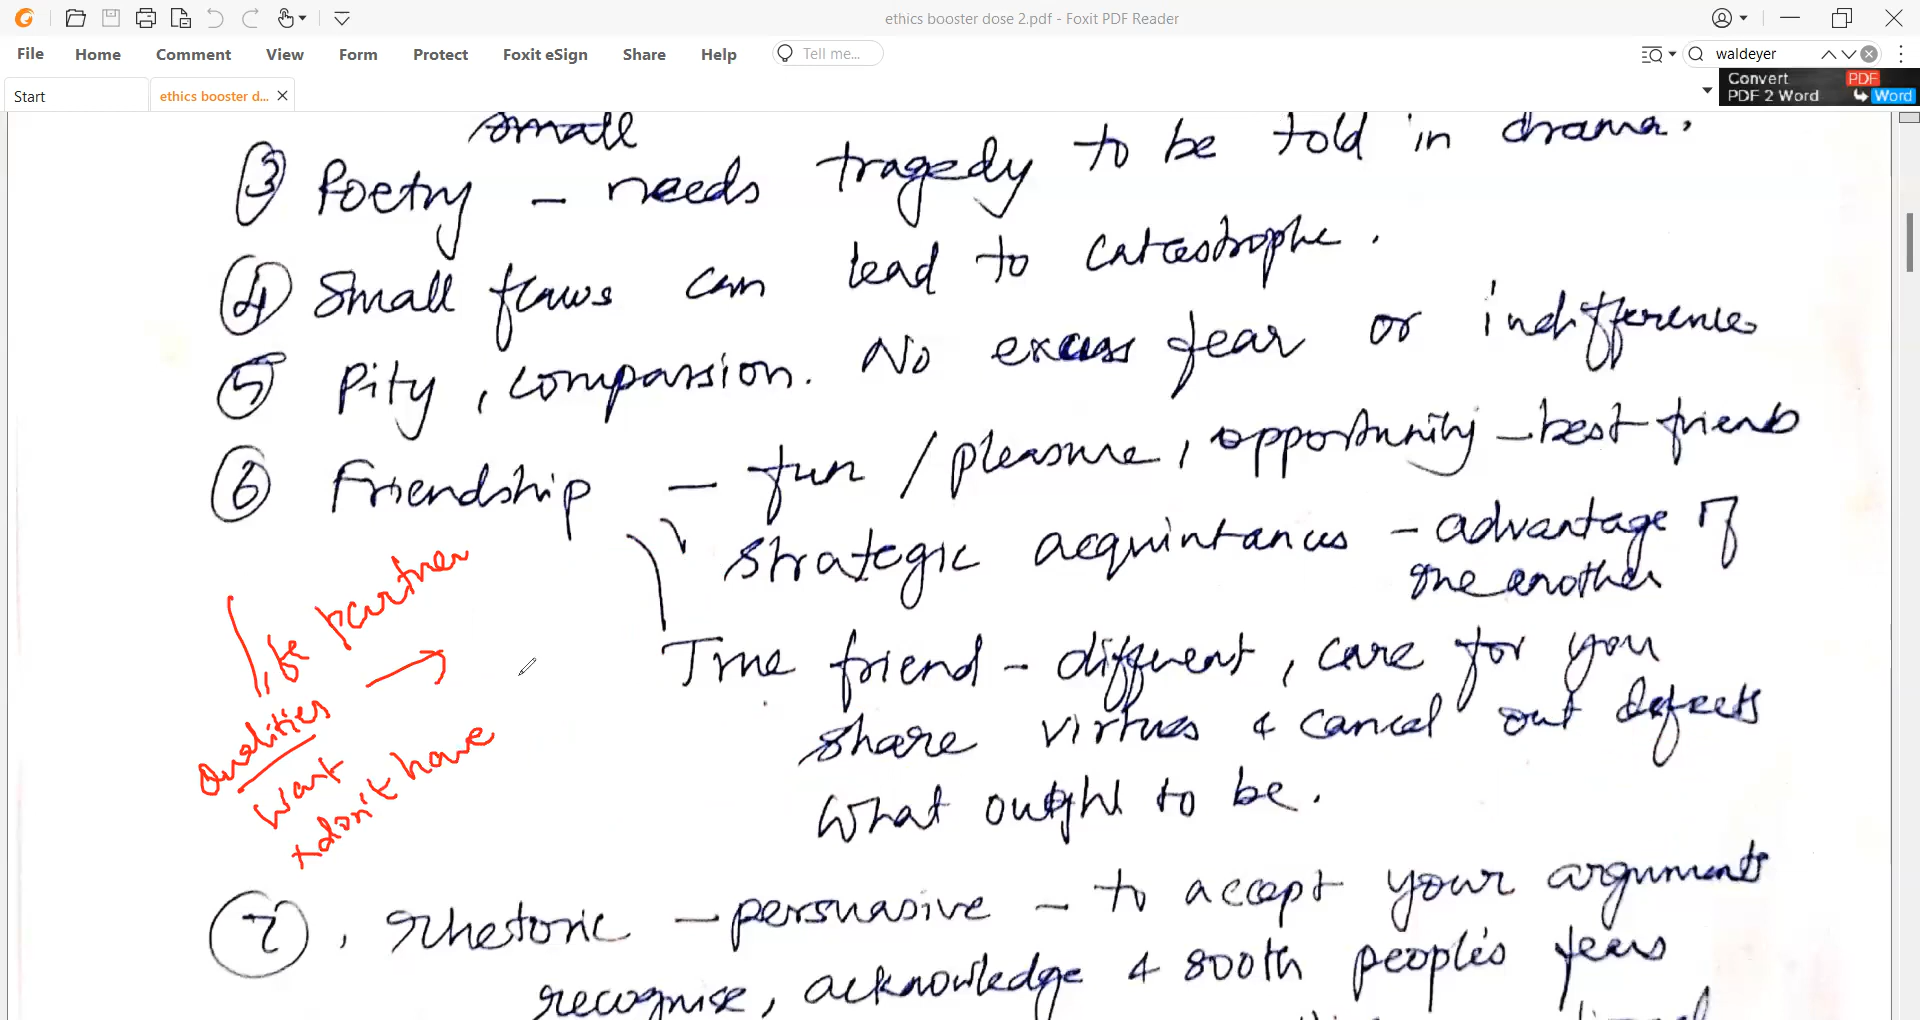 ethics booster dose 2.pdf - Foxit PDF Reader
File Home Comment View Form Protect Foxit eSign Share Help Tell me... waldeyer
Convert PDF
PDF 2 Word Word
Start ethics booster d...
small
③ Poetry - needs tragedy to be told in drama.
④ Small flaws can lead to catastrophe.
⑤ Pity, compassion. No excess fear or indifference
⑥ Friendship - fun / pleasure, opportunity - best friends
strategic acquintances - advantage of
one another
True friend - different, care for you
share virtues & cancel out defects
What ought to be.
life partner
Qualities
want
don't have
⑦. Rhetoric - persuasive - to accept your arguments
recognise, acknowledge & sooth people's fears